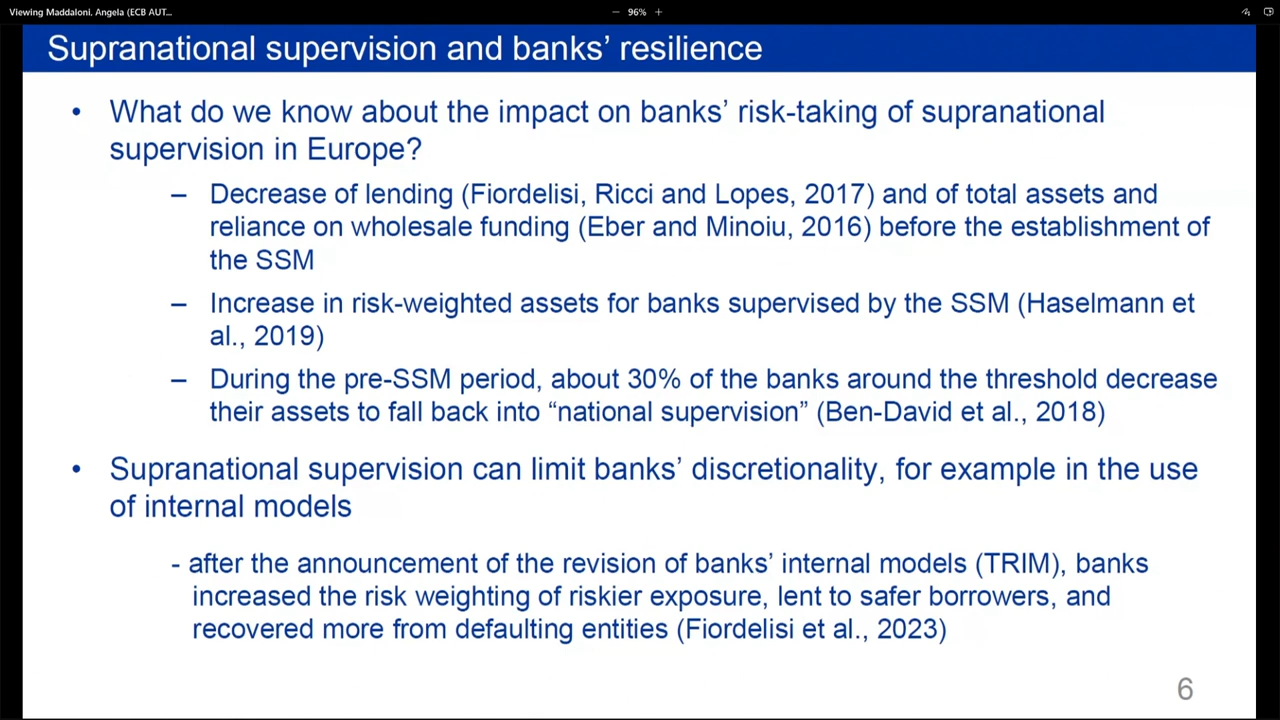 Viewing Maddaloni, Angela (ECB AUT...
− 96% +
Supranational supervision and banks’ resilience
• What do we know about the impact on banks’ risk-taking of supranational
supervision in Europe?
– Decrease of lending (Fiordelisi, Ricci and Lopes, 2017) and of total assets and
reliance on wholesale funding (Eber and Minoiu, 2016) before the establishment of
the SSM
– Increase in risk-weighted assets for banks supervised by the SSM (Haselmann et
al., 2019)
– During the pre-SSM period, about 30% of the banks around the threshold decrease
their assets to fall back into “national supervision” (Ben-David et al., 2018)
• Supranational supervision can limit banks’ discretionality, for example in the use
of internal models
- after the announcement of the revision of banks’ internal models (TRIM), banks
increased the risk weighting of riskier exposure, lent to safer borrowers, and
recovered more from defaulting entities (Fiordelisi et al., 2023)
6